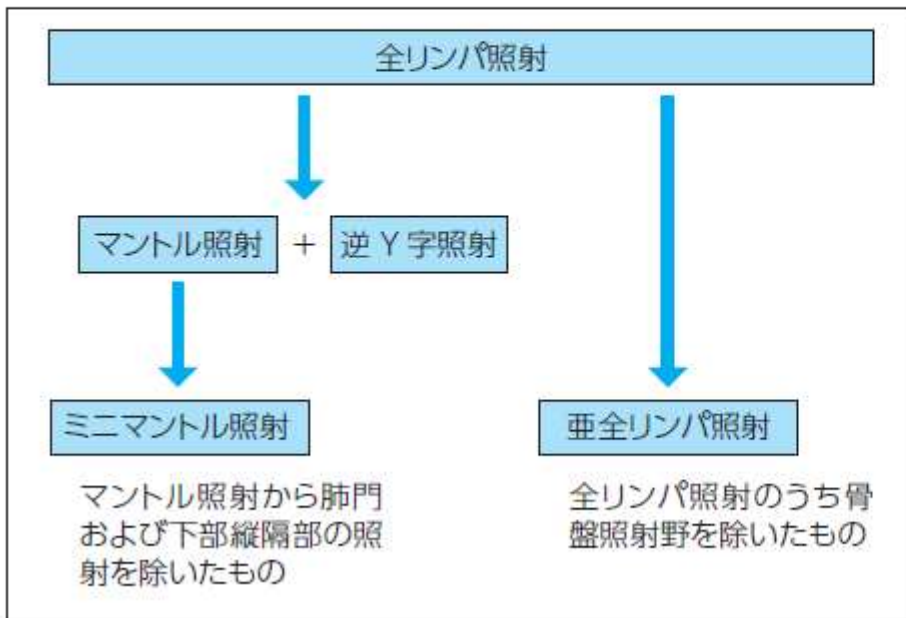 全リンパ照射
マントル照射 + 逆 Y 字照射
ミニマントル照射
マントル照射から肺門
および下部縦隔部の照
射を除いたもの
亜全リンパ照射
全リンパ照射のうち骨
盤照射野を除いたもの